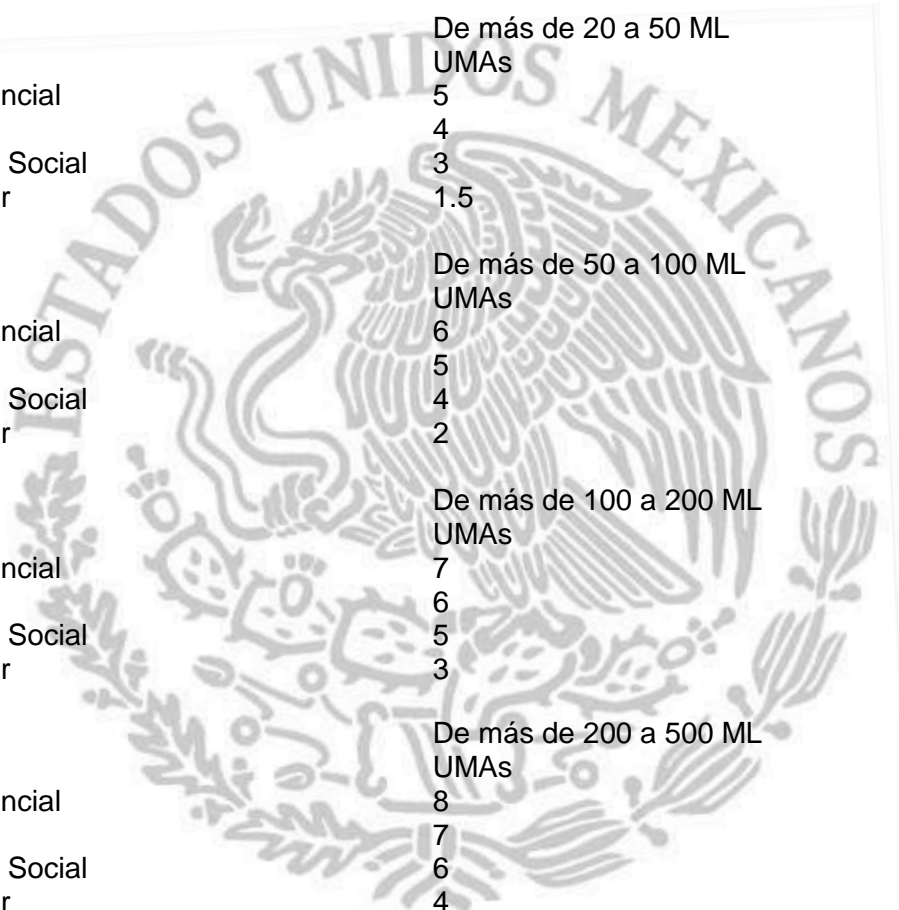 ESTADOS UNIDOS MEXICANOS
De más de 20 a 50 ML
UMAs
ncial 5
4
Social 3
r 1.5
De más de 50 a 100 ML
UMAs
ncial 6
5
Social 4
r 2
De más de 100 a 200 ML
UMAs
ncial 7
6
Social 5
r 3
De más de 200 a 500 ML
UMAs
ncial 8
7
Social 6
r 4